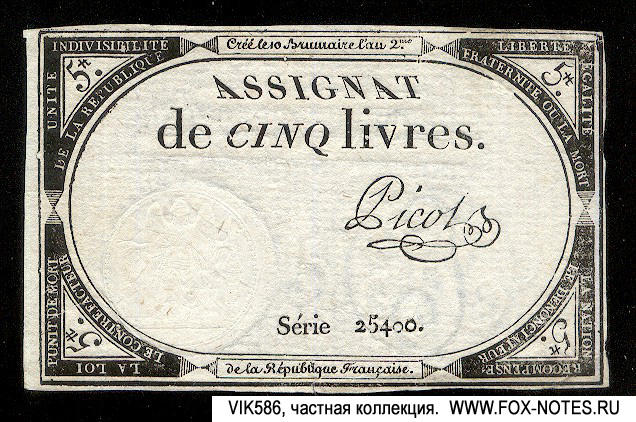 Créé le 10 Brumaire l'an 2.me
UNITÉ INDIVISIBILITÉ
DE LA RÉPUBLIQUE
LIBERTÉ ÉGALITÉ
FRATERNITÉ OU LA MORT
5#
5#
ASSIGNAT
de CINQ livres.
Picot
Série 25400.
LA LOI PUNIT DE MORT
LE CONTREFACTEUR
LA NATION RÉCOMPENSE
LE DENONCIATEUR
5#
5#
de la République Française.
VIK586, частная коллекция. WWW.FOX-NOTES.RU